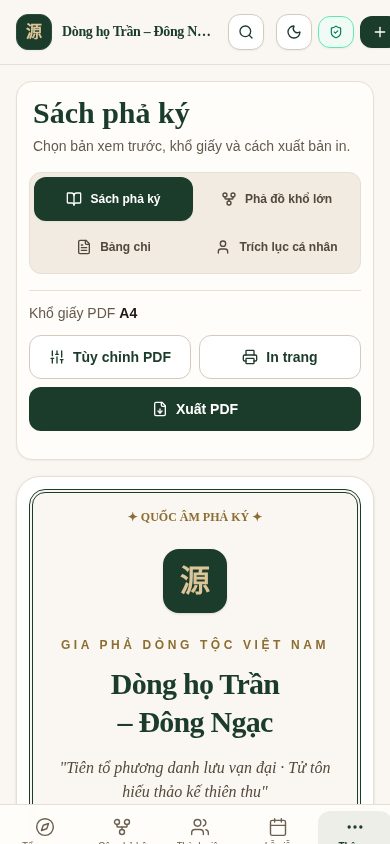 源
Dòng họ Trần – Đông N…
Sách phả ký
Chọn bản xem trước, khổ giấy và cách xuất bản in.
Sách phả ký
Phả đồ khổ lớn
Bảng chi
Trích lục cá nhân
Khổ giấy PDF A4
Tùy chỉnh PDF
In trang
Xuất PDF
✦ QUỐC ÂM PHẢ KÝ ✦
源
GIA PHẢ DÒNG TỘC VIỆT NAM
Dòng họ Trần
– Đông Ngạc
"Tiên tổ phương danh lưu vạn đại · Tử tôn
hiếu thảo kế thiên thu"